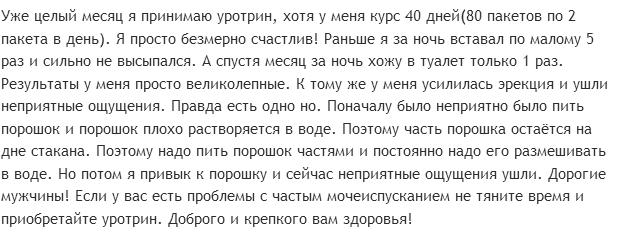 Уже целый месяц я принимаю уротрин, хотя у меня курс 40 дней(80 пакетов по 2
пакета в день). Я просто безмерно счастлив! Раньше я за ночь вставал по малому 5
раз и сильно не высыпался. А спустя месяц за ночь хожу в туалет только 1 раз.
Результаты у меня просто великолепные. К тому же у меня усилилась эрекция и ушли
неприятные ощущения. Правда есть одно но. Поначалу было неприятно было пить
порошок и порошок плохо растворяется в воде. Поэтому часть порошка остаётся на
дне стакана. Поэтому надо пить порошок частями и постоянно надо его размешивать
в воде. Но потом я привык к порошку и сейчас неприятные ощущения ушли. Дорогие
мужчины! Если у вас есть проблемы с частым мочеиспусканием не тяните время и
приобретайте уротрин. Доброго и крепкого вам здоровья!